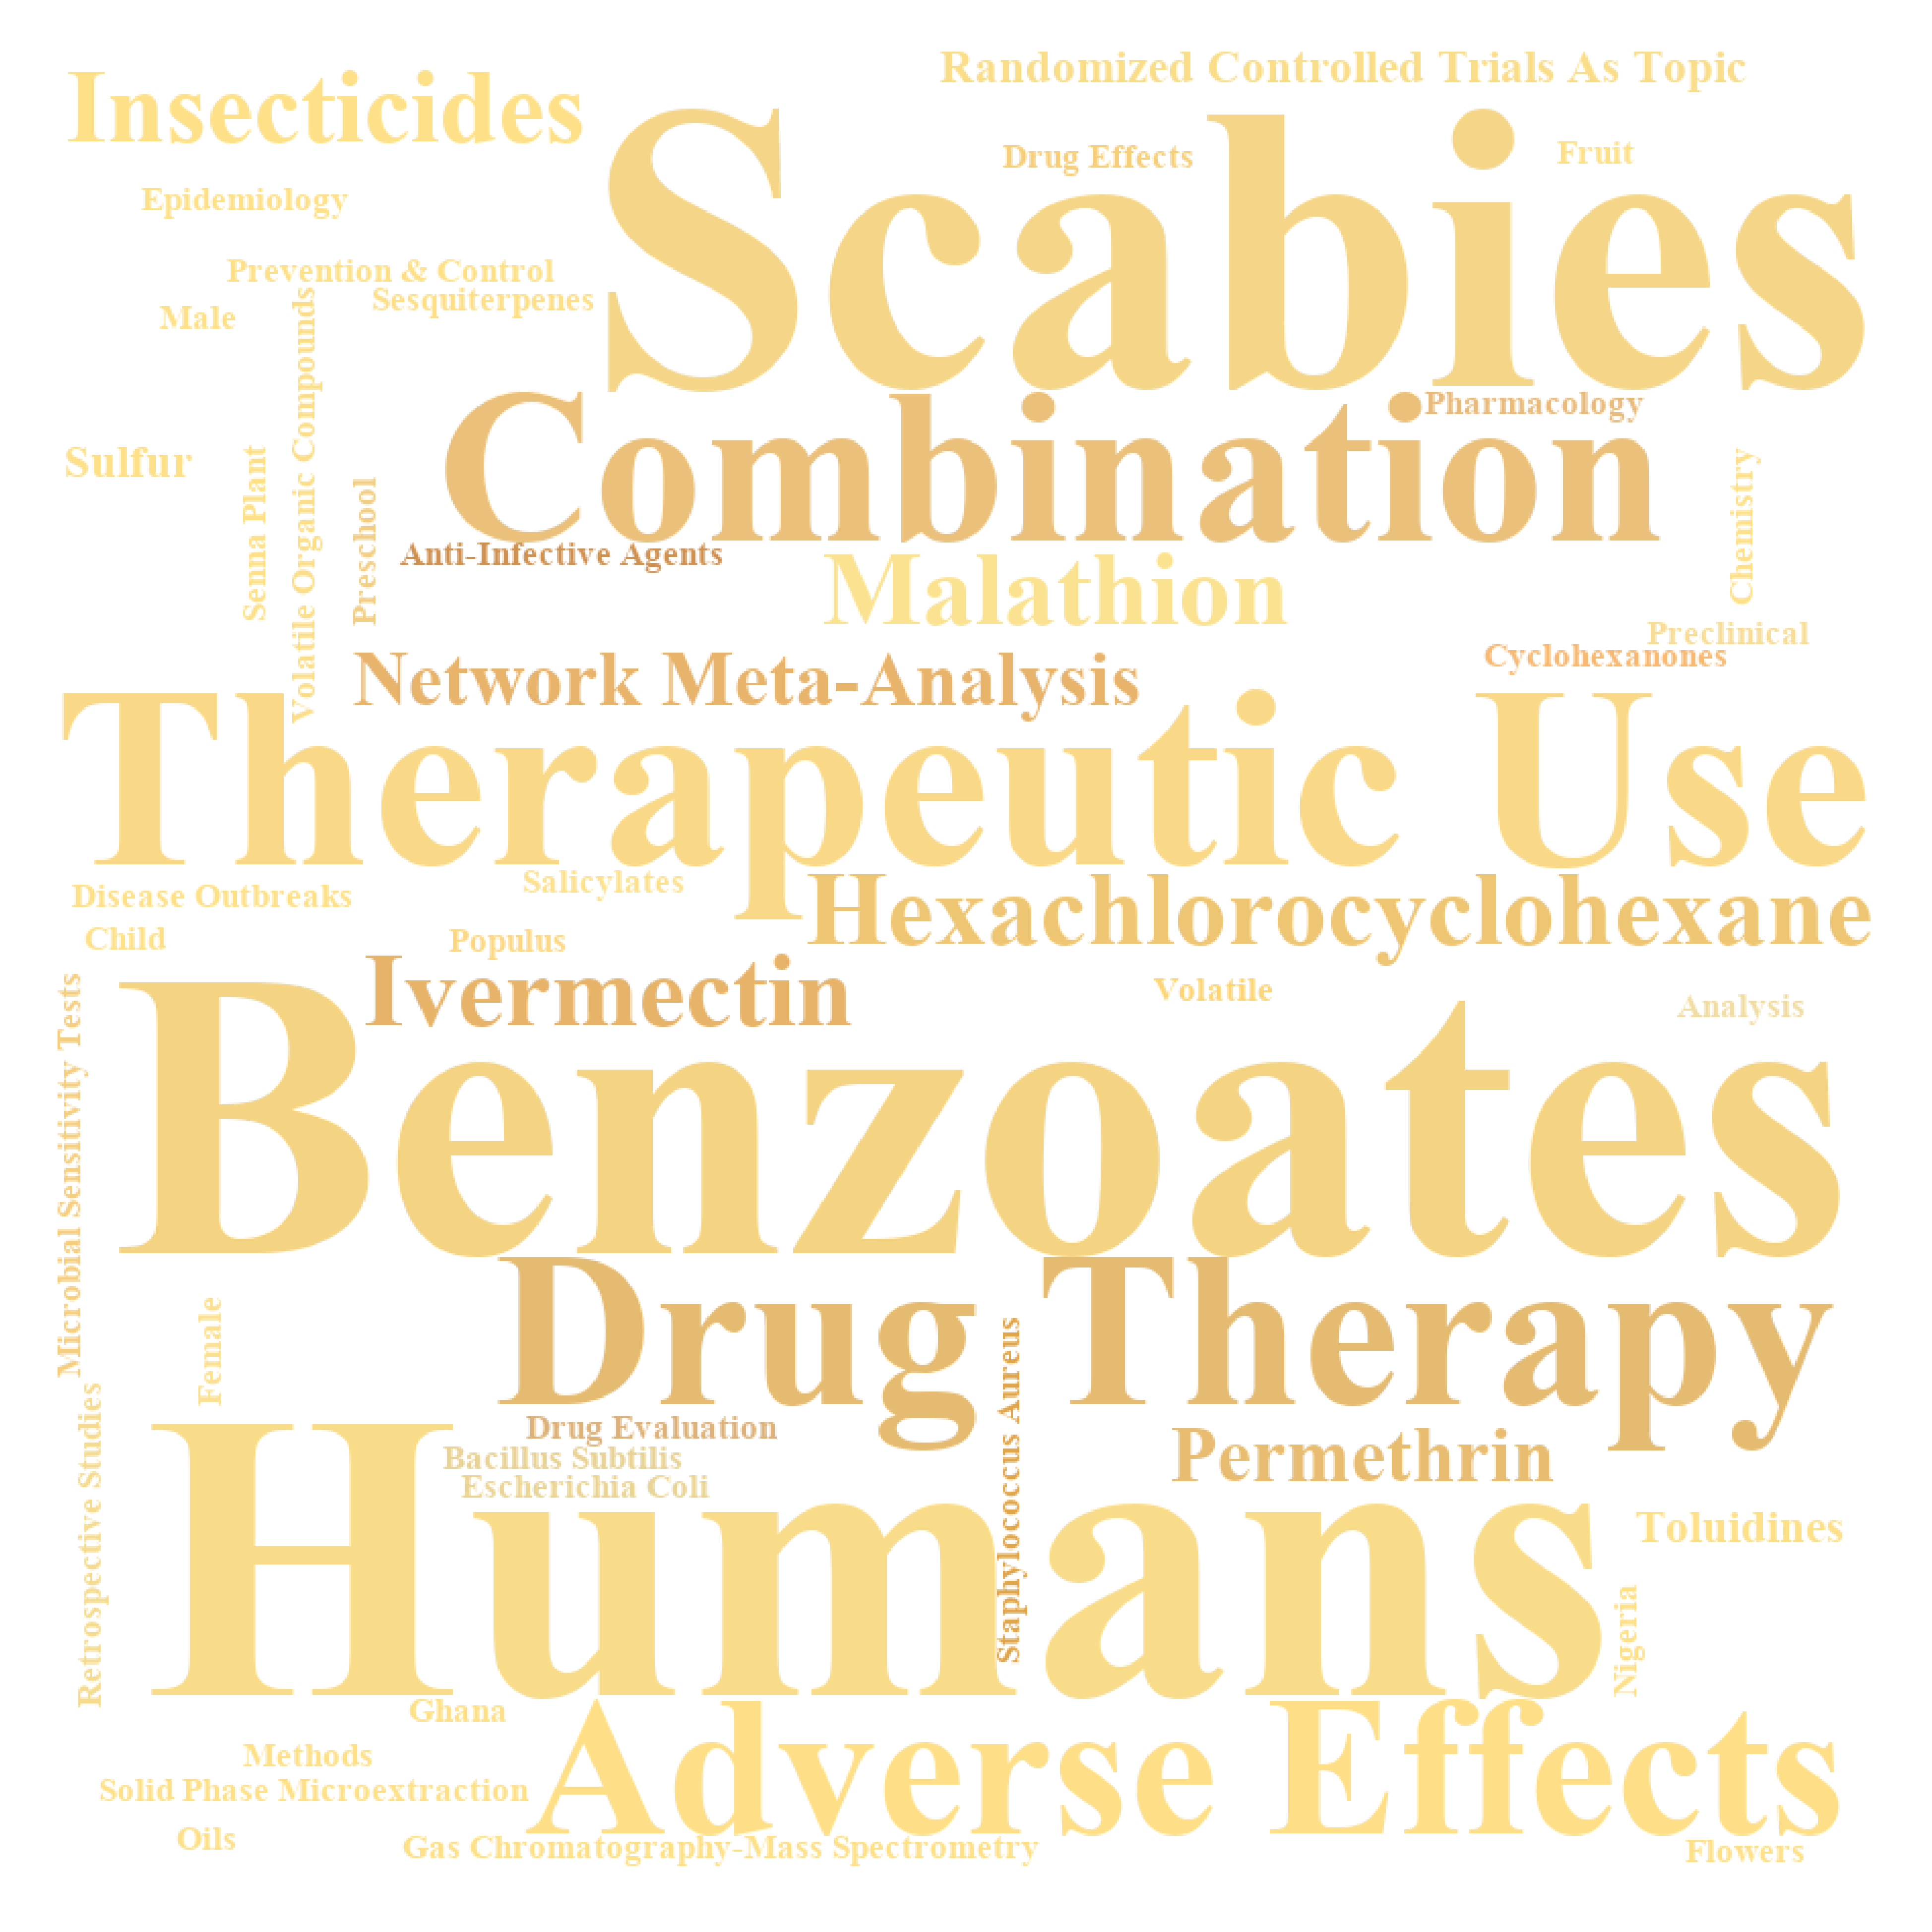 Randomized Controlled Trials As Topic
Insecticides
Scabies
Drug Effects
Fruit
Epidemiology
Prevention & Control
Sesquiterpenes
Male
Volatile Organic Compounds
Combination
Pharmacology
Sulfur
Senna Plant
Preschool
Chemistry
Anti-Infective Agents
Malathion
Preclinical
Cyclohexanones
Network Meta-Analysis
Therapeutic Use
Disease Outbreaks
Salicylates
Hexachlorocyclohexane
Child
Populus
Ivermectin
Volatile
Analysis
Microbial Sensitivity Tests
Benzoates
Drug Therapy
Female
Staphylococcus Aureus
Retrospective Studies
Drug Evaluation
Bacillus Subtilis
Escherichia Coli
Permethrin
Humans
Toluidines
Nigeria
Ghana
Adverse Effects
Methods
Solid Phase Microextraction
Oils
Gas Chromatography-Mass Spectrometry
Flowers